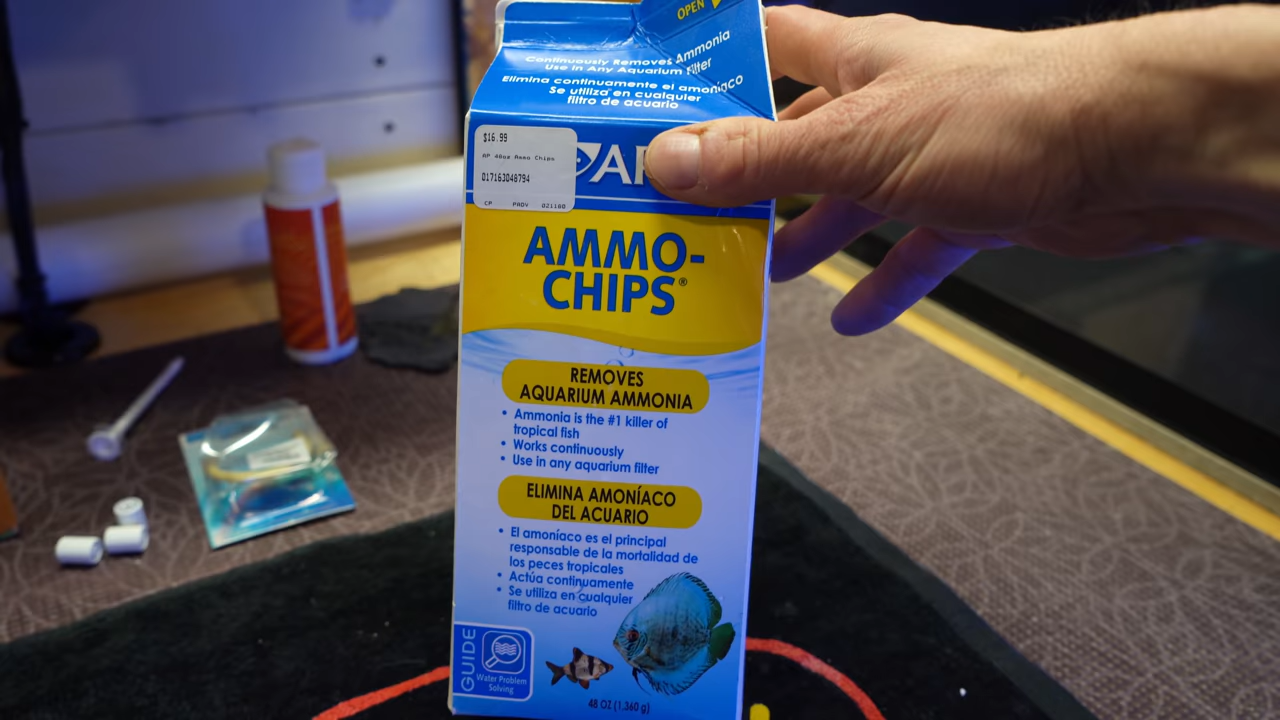 OPEN
Continuously Removes Ammonia
Use in Any Aquarium Filter
Elimina continuamente el amoníaco
Se utiliza en cualquier
filtro de acuario
$16.99
AP 48oz Ammo Chips
017163048794
CP PADV 021180
AP
AMMO-
CHIPS®
REMOVES
AQUARIUM AMMONIA
• Ammonia is the #1 killer of
tropical fish
• Works continuously
• Use in any aquarium filter
ELIMINA AMONÍACO
DEL ACUARIO
• El amoníaco es el principal
responsable de la mortalidad de
los peces tropicales
• Actúa continuamente
• Se utiliza en cualquier
filtro de acuario
GUIDE
Water Problem
Solving
48 OZ (1,360 g)